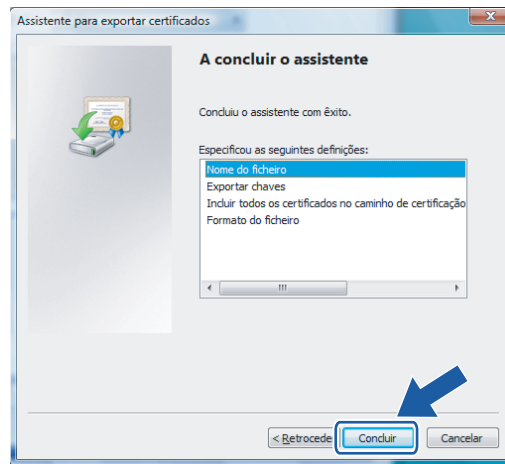 Assistente para exportar certificados
A concluir o assistente
Concluiu o assistente com êxito.
Especificou as seguintes definições:
Nome do ficheiro
Exportar chaves
Incluir todos os certificados no caminho de certificação
Formato do ficheiro
< Retrocede
Concluir
Cancelar